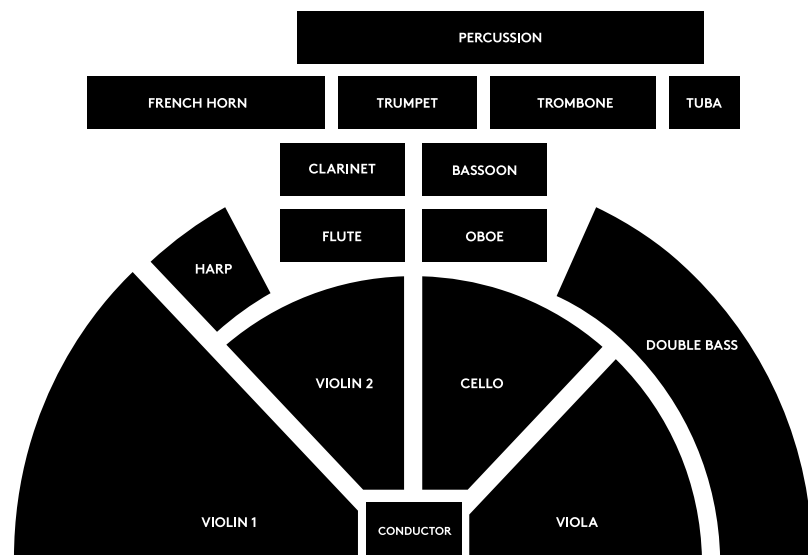 PERCUSSION
FRENCH HORN
TRUMPET
TROMBONE
TUBA
CLARINET
BASSOON
FLUTE
OBOE
HARP
DOUBLE BASS
VIOLIN 2
CELLO
VIOLIN 1
CONDUCTOR
VIOLA